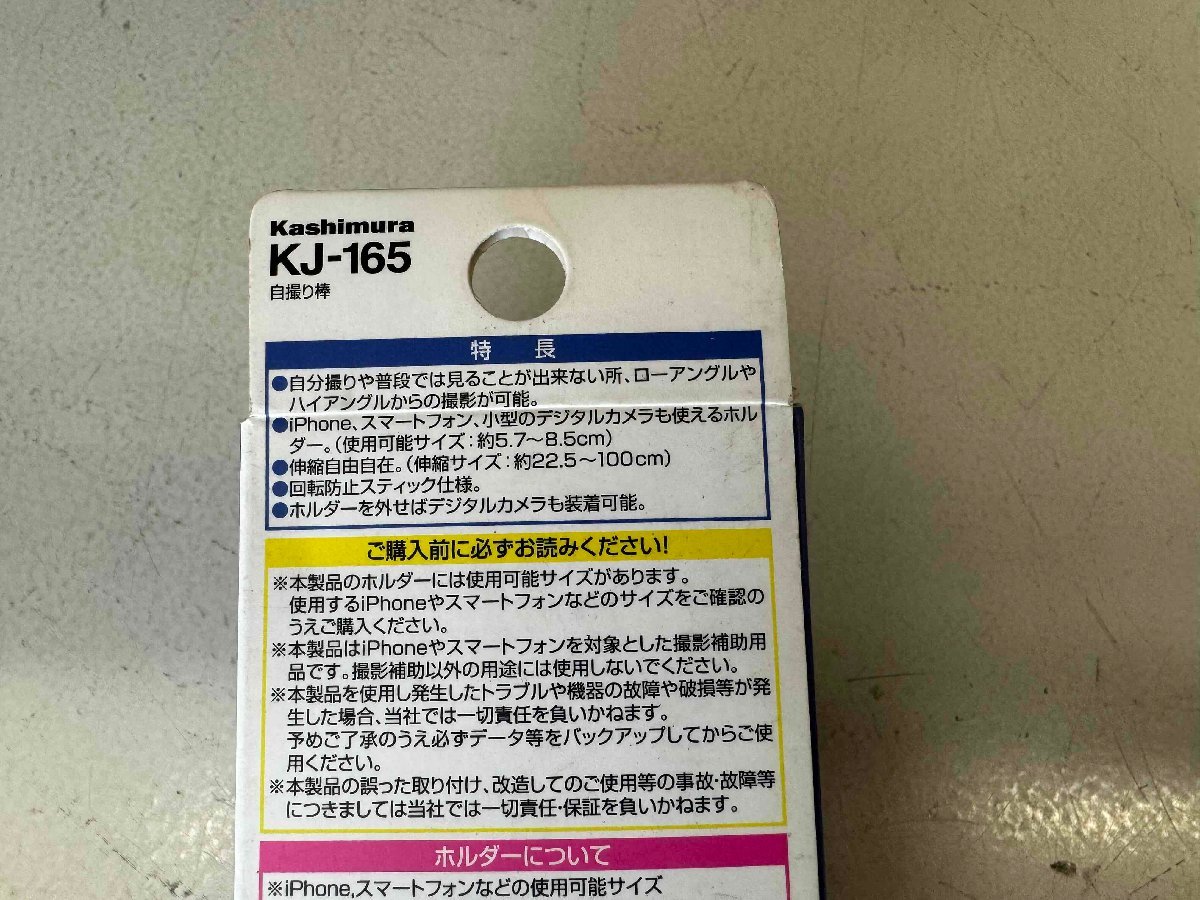 Kashimura
KJ-165
自撮り棒
特 長
●自分撮りや普段では見ることが出来ない所、ローアングルや
ハイアングルからの撮影が可能。
●iPhone、スマートフォン、小型のデジタルカメラも使えるホル
ダー。(使用可能サイズ:約5.7〜8.5cm)
●伸縮自由自在。(伸縮サイズ:約22.5〜100cm)
●回転防止スティック仕様。
●ホルダーを外せばデジタルカメラも装着可能。
ご購入前に必ずお読みください!
※本製品のホルダーには使用可能サイズがあります。
使用するiPhoneやスマートフォンなどのサイズをご確認の
うえご購入ください。
※本製品はiPhoneやスマートフォンを対象とした撮影補助用
品です。撮影補助以外の用途には使用しないでください。
※本製品を使用し発生したトラブルや機器の故障や破損等が発
生した場合、当社では一切責任を負いかねます。
予めご了承のうえ必ずデータ等をバックアップしてからご使
用ください。
※本製品の誤った取り付け、改造してのご使用等の事故・故障等
につきましては当社では一切責任・保証を負いかねます。
ホルダーについて
※iPhone,スマートフォンなどの使用可能サイズ